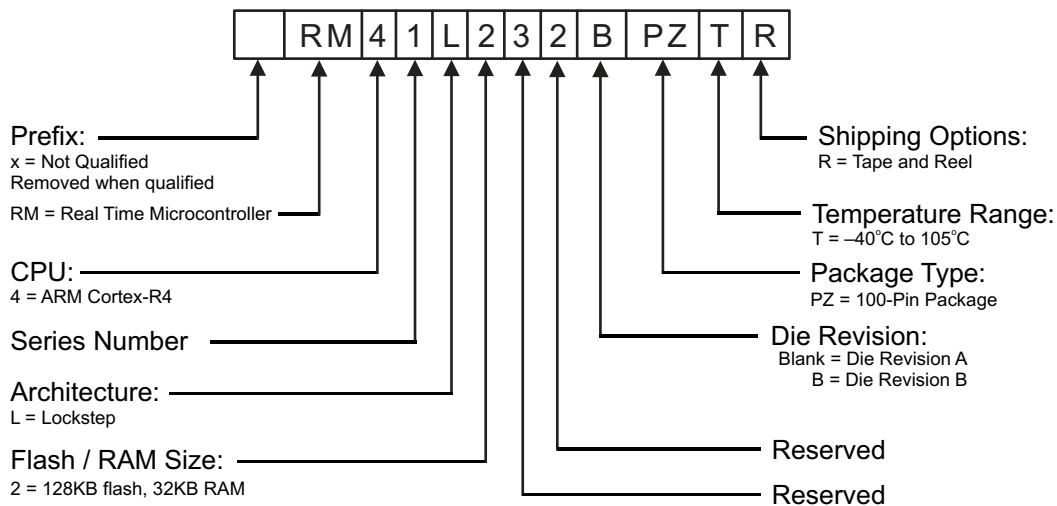 RM 4 1 L 2 3 2 B PZ T R
Prefix:
x = Not Qualified
Removed when qualified
RM = Real Time Microcontroller
CPU:
4 = ARM Cortex-R4
Series Number
Architecture:
L = Lockstep
Flash / RAM Size:
2 = 128KB flash, 32KB RAM
Shipping Options:
R = Tape and Reel
Temperature Range:
T = –40°C to 105°C
Package Type:
PZ = 100-Pin Package
Die Revision:
Blank = Die Revision A
B = Die Revision B
Reserved
Reserved